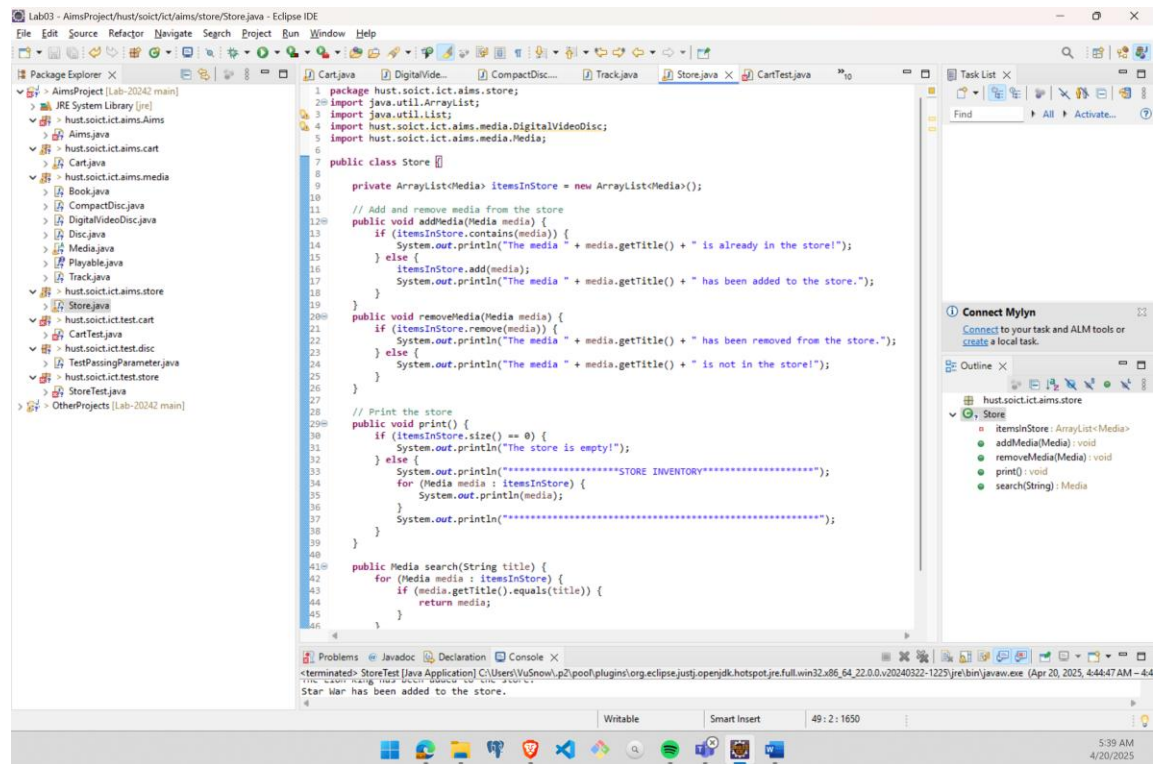 Lab03 - AimsProject/hust/soict/ict/aims/store/Store.java - Eclipse IDE
File Edit Source Refactor Navigate Search Project Run Window Help
Package Explorer
AimsProject [Lab-20242 main]
JRE System Library [jre]
> hust.soict.ict.aims.Aims
> Aims.java
> hust.soict.ict.aims.cart
> Cart.java
> hust.soict.ict.aims.media
> Book.java
> CompactDisc.java
> DigitalVideoDisc.java
> Disc.java
> Media.java
> Playable.java
> Track.java
> hust.soict.ict.aims.store
> Store.java
> hust.soict.ict.test.cart
> CartTest.java
> hust.soict.ict.test.disc
> TestPassingParameter.java
> hust.soict.ict.test.store
> StoreTest.java
> OtherProjects [Lab-20242 main]
Cart.java DigitalVide... CompactDisc.... Track.java Store.java CartTest.java »10
1 package hust.soict.ict.aims.store;
2 import java.util.ArrayList;
3 import java.util.List;
4 import hust.soict.ict.aims.media.DigitalVideoDisc;
5 import hust.soict.ict.aims.media.Media;
6
7 public class Store {
8
9 private ArrayList<Media> itemsInStore = new ArrayList<Media>();
10
11 // Add and remove media from the store
12 public void addMedia(Media media) {
13 if (itemsInStore.contains(media)) {
14 System.out.println("The media " + media.getTitle() + " is already in the store!");
15 } else {
16 itemsInStore.add(media);
17 System.out.println("The media " + media.getTitle() + " has been added to the store.");
18 }
19 }
20 public void removeMedia(Media media) {
21 if (itemsInStore.remove(media)) {
22 System.out.println("The media " + media.getTitle() + " has been removed from the store.");
23 } else {
24 System.out.println("The media " + media.getTitle() + " is not in the store!");
25 }
26 }
27
28 // Print the store
29 public void print() {
30 if (itemsInStore.size() == 0) {
31 System.out.println("The store is empty!");
32 } else {
33 System.out.println("********************STORE INVENTORY********************");
34 for (Media media : itemsInStore) {
35 System.out.println(media);
36 }
37 System.out.println("*******************************************************");
38 }
39 }
40
41 public Media search(String title) {
42 for (Media media : itemsInStore) {
43 if (media.getTitle().equals(title)) {
44 return media;
45 }
46 }
Task List
Find All Activate...
Connect Mylyn
Connect to your task and ALM tools or
create a local task.
Outline
hust.soict.ict.aims.store
Store
itemsInStore : ArrayList<Media>
addMedia(Media) : void
removeMedia(Media) : void
print() : void
search(String) : Media
Problems Javadoc Declaration Console
<terminated> StoreTest [Java Application] C:\Users\VuSnow\.p2\pool\plugins\org.eclipse.justj.openjdk.hotspot.jre.full.win32.x86_64_22.0.0.v20240322-1225\jre\bin\javaw.exe (Apr 20, 2025, 4:44:47 AM – 4:4
The Lion King has been added to the store.
Star War has been added to the store.
Writable Smart Insert 49 : 2 : 1650
5:39 AM
4/20/2025